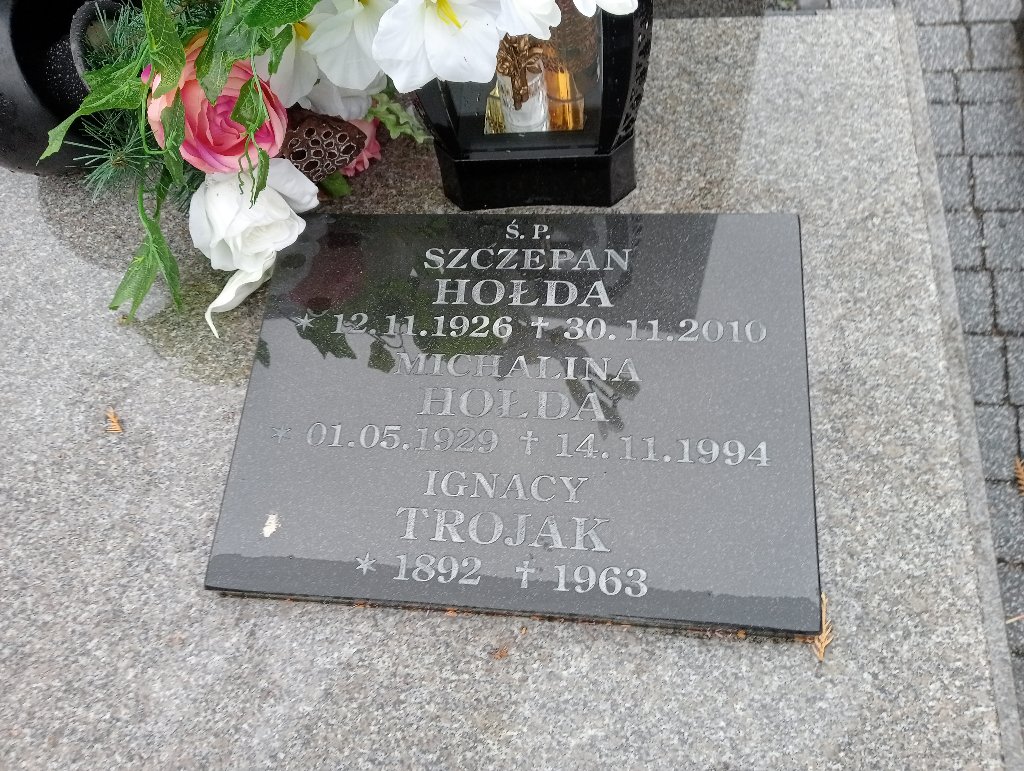 Ś. P.
SZCZEPAN
HOŁDA
* 12.11.1926 † 30.11.2010
MICHALINA
HOŁDA
* 01.05.1929 † 14.11.1994
IGNACY
TROJAK
* 1892 † 1963